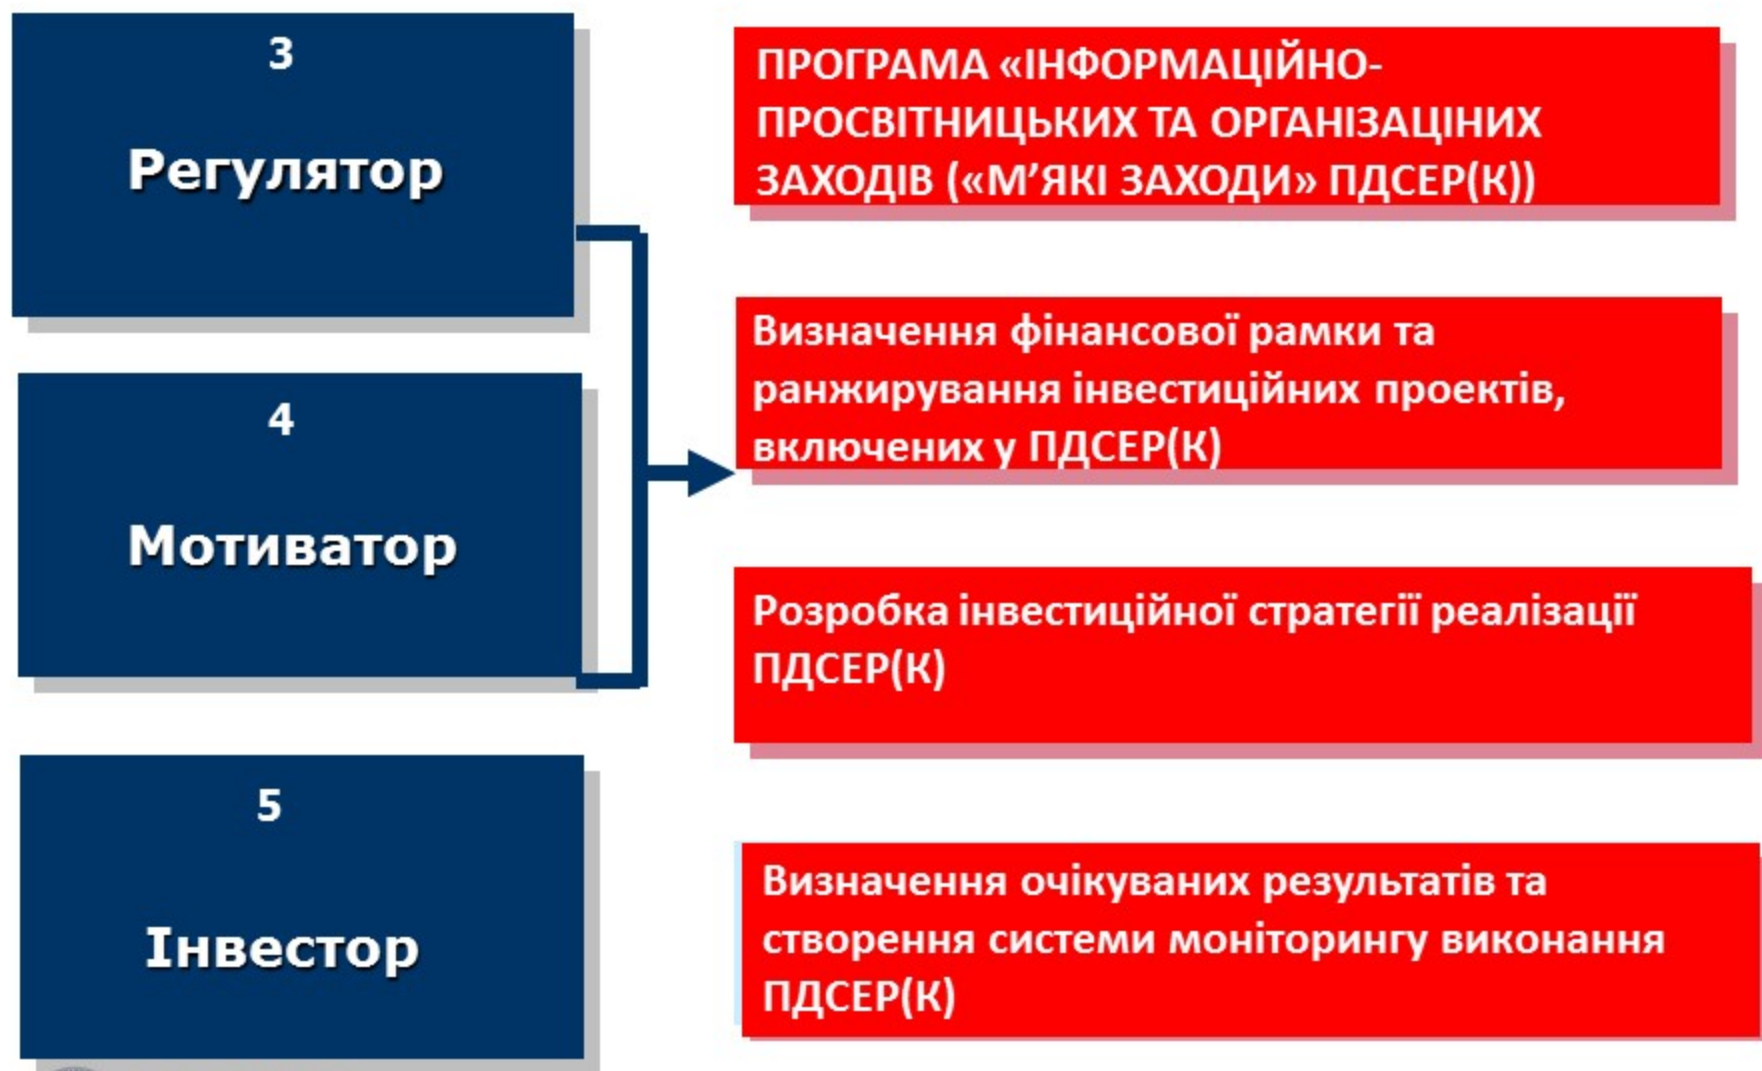 3
Регулятор
4
Мотиватор
5
Інвестор
ПРОГРАМА «ІНФОРМАЦІЙНО-
ПРОСВІТНИЦЬКИХ ТА ОРГАНІЗАЦІНИХ
ЗАХОДІВ («М’ЯКІ ЗАХОДИ» ПДСЕР(К))
Визначення фінансової рамки та
ранжирування інвестиційних проектів,
включених у ПДСЕР(К)
Розробка інвестиційної стратегії реалізації
ПДСЕР(К)
Визначення очікуваних результатів та
створення системи моніторингу виконання
ПДСЕР(К)